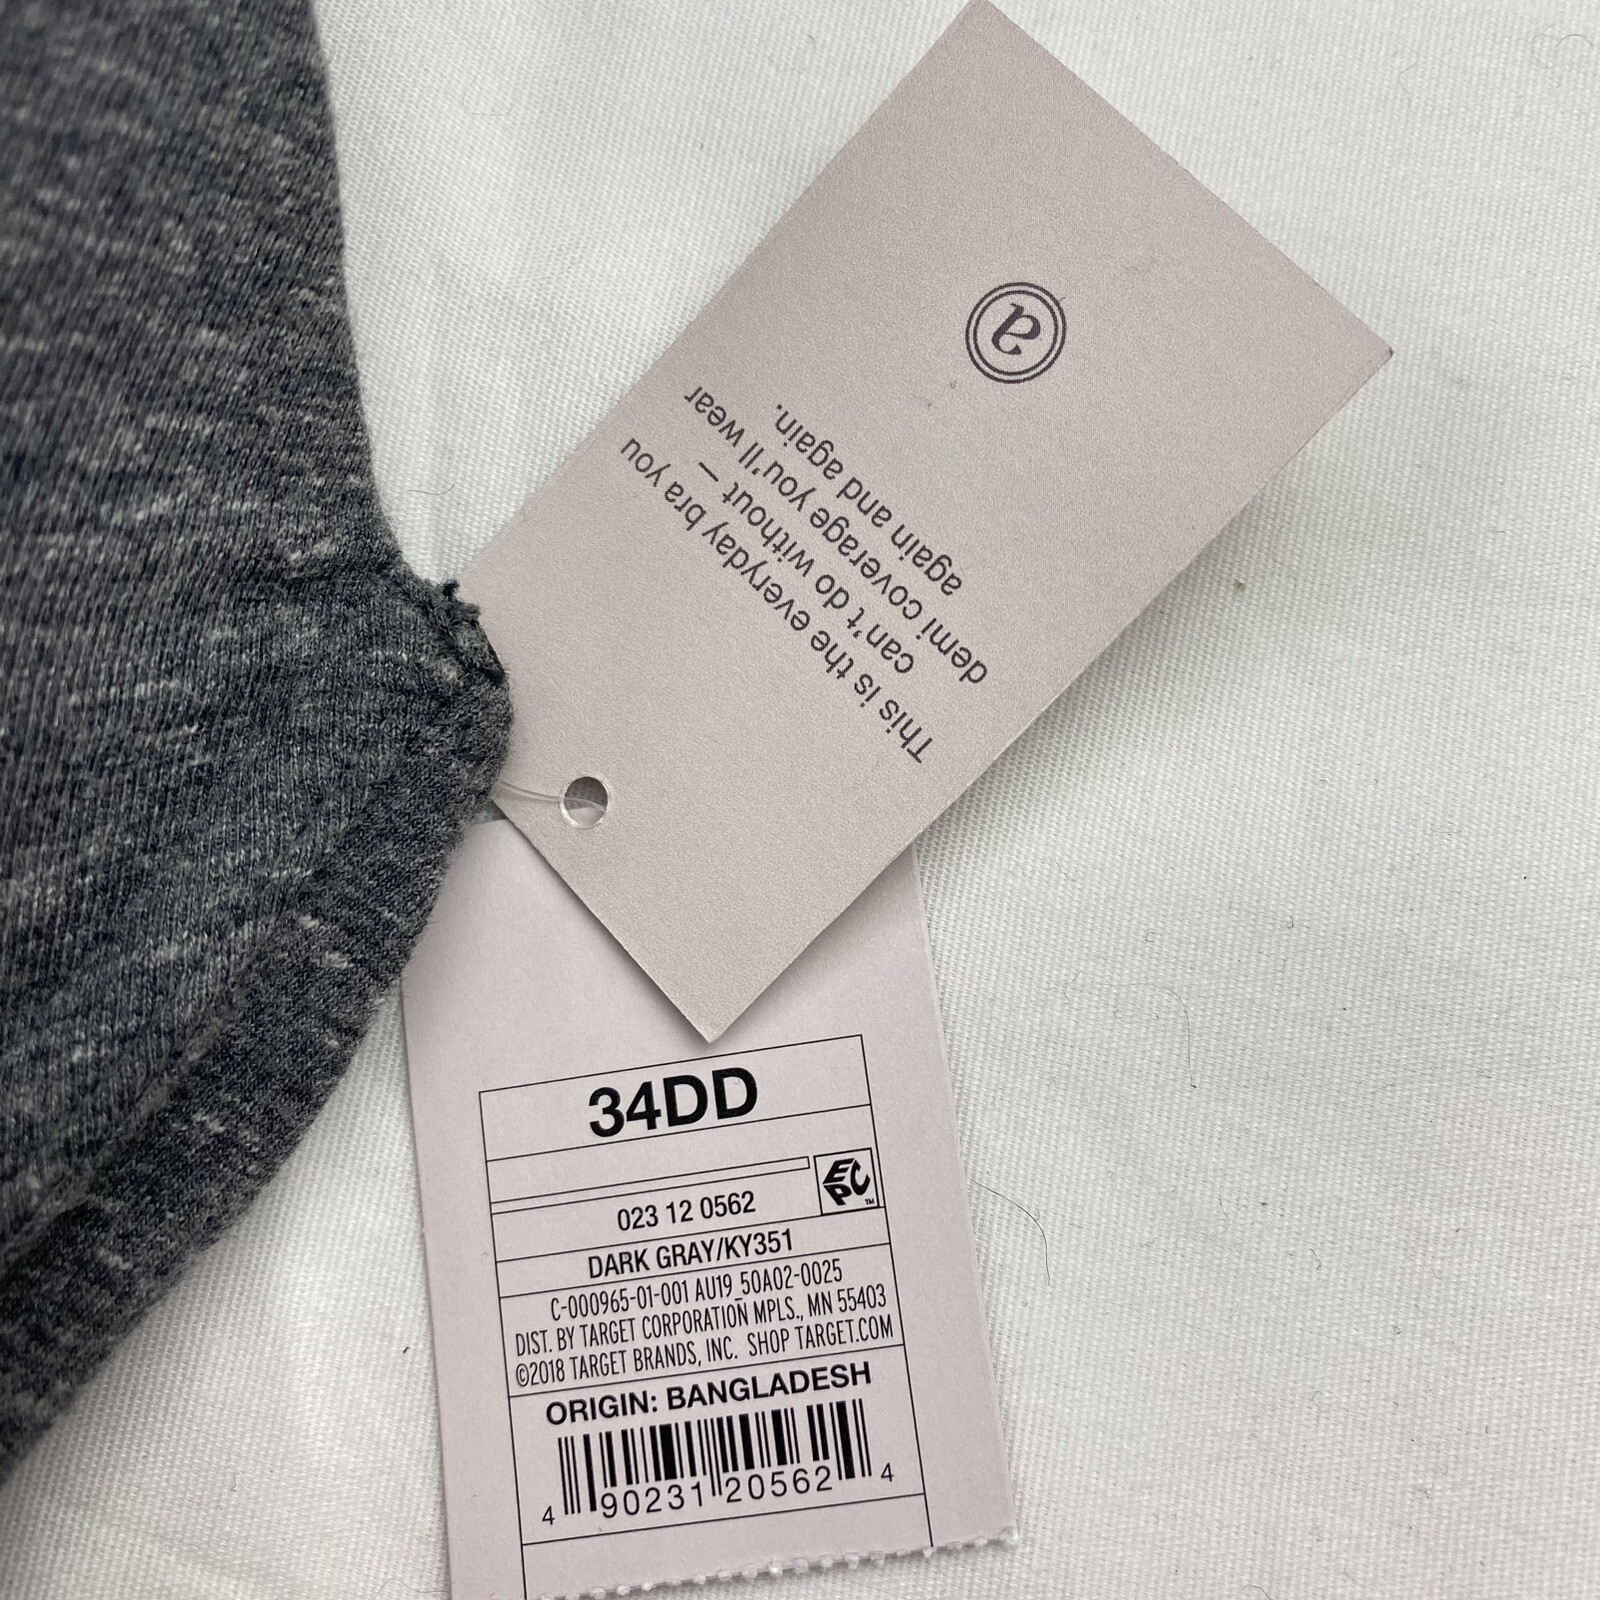 a
This is the everyday bra you
can't do without —
demi coverage you'll wear
again and again.
34DD
EPC™
023 12 0562
DARK GRAY/KY351
C-000965-01-001 AU19_50A02-0025
DIST. BY TARGET CORPORATION MPLS., MN 55403
©2018 TARGET BRANDS, INC. SHOP TARGET.COM
ORIGIN: BANGLADESH
4 90231 20562 4